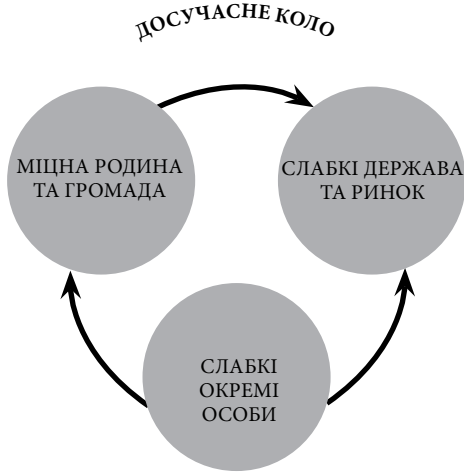 ДОСУЧАСНЕ КОЛО
МІЦНА РОДИНА
ТА ГРОМАДА
СЛАБКІ ДЕРЖАВА
ТА РИНОК
СЛАБКІ
ОКРЕМІ
ОСОБИ